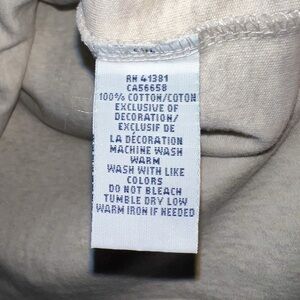 RN 41381
CA56658
100% COTTON/COTON
EXCLUSIVE OF
DECORATION/
EXCLUSIF DE
LA DÉCORATION
MACHINE WASH
WARM
WASH WITH LIKE
COLORS
DO NOT BLEACH
TUMBLE DRY LOW
WARM IRON IF NEEDED